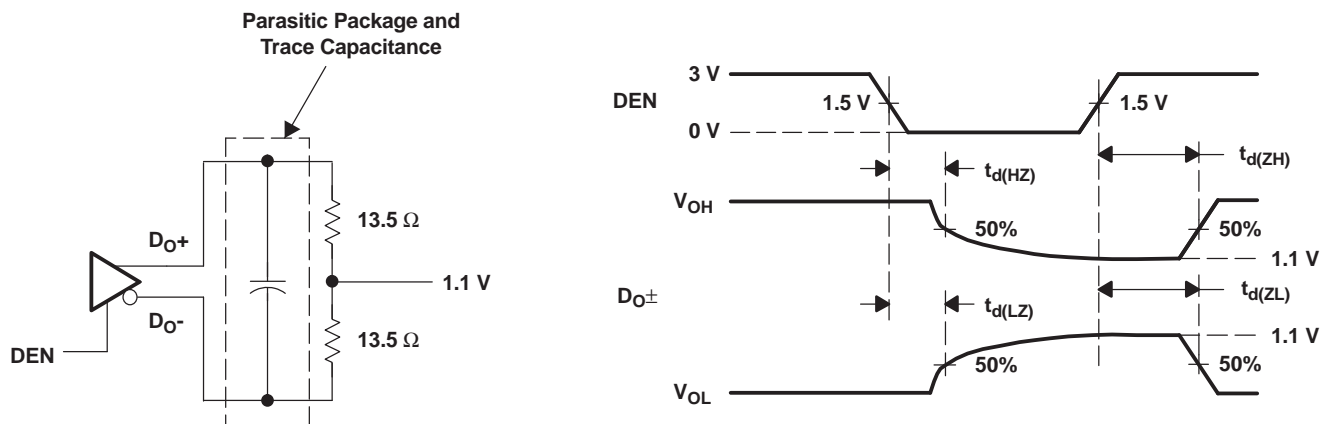 Parasitic Package and
Trace Capacitance
D_O+
D_O-
DEN
13.5 Ω
1.1 V
13.5 Ω
DEN
3 V
0 V
1.5 V
1.5 V
t_d(HZ)
t_d(ZH)
V_OH
50%
50%
1.1 V
D_O±
t_d(LZ)
t_d(ZL)
1.1 V
50%
50%
V_OL